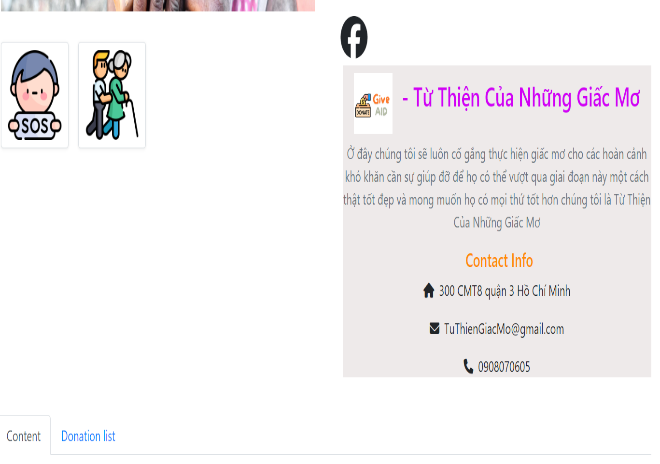 SOS
Give
AID
DONATE
- Từ Thiện Của Những Giấc Mơ
Ở đây chúng tôi sẽ luôn cố gắng thực hiện giấc mơ cho các hoàn cảnh
khó khăn cần sự giúp đỡ để họ có thể vượt qua giai đoạn này một cách
thật tốt đẹp và mong muốn họ có mọi thứ tốt hơn chúng tôi là Từ Thiện
Của Những Giấc Mơ
Contact Info
300 CMT8 quận 3 Hồ Chí Minh
TuThienGiacMo@gmail.com
0908070605
Content
Donation list